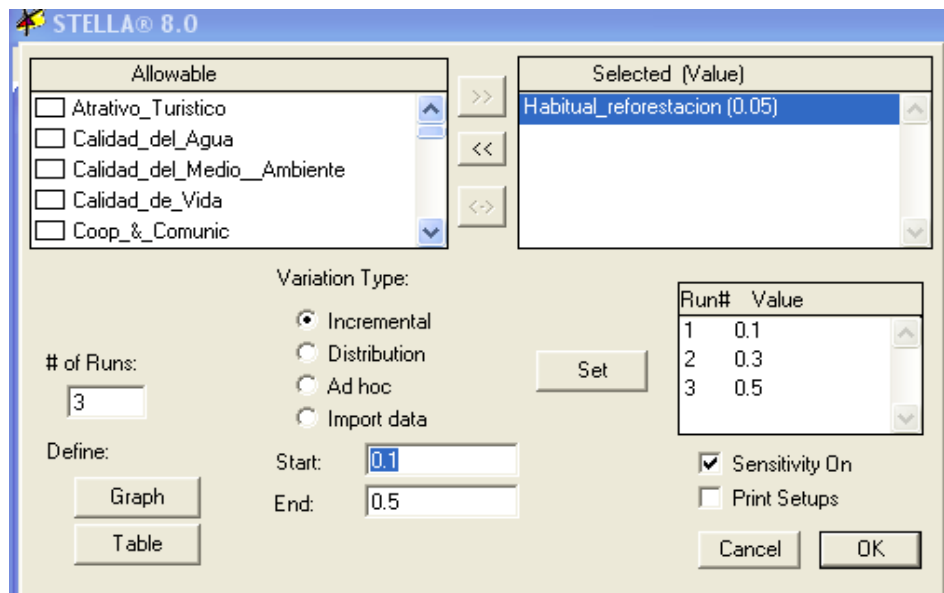 STELLA® 8.0
Allowable
Atrativo_Turistico
Calidad_del_Agua
Calidad_del_Medio__Ambiente
Calidad_de_Vida
Coop_&_Comunic
>>
<<
<->
Selected (Value)
Habitual_reforestacion (0.05)
Variation Type:
Incremental
Distribution
Ad hoc
Import data
# of Runs:
3
Set
Run# Value
1 0.1
2 0.3
3 0.5
Define:
Graph
Table
Start: 0.1
End: 0.5
Sensitivity On
Print Setups
Cancel
OK